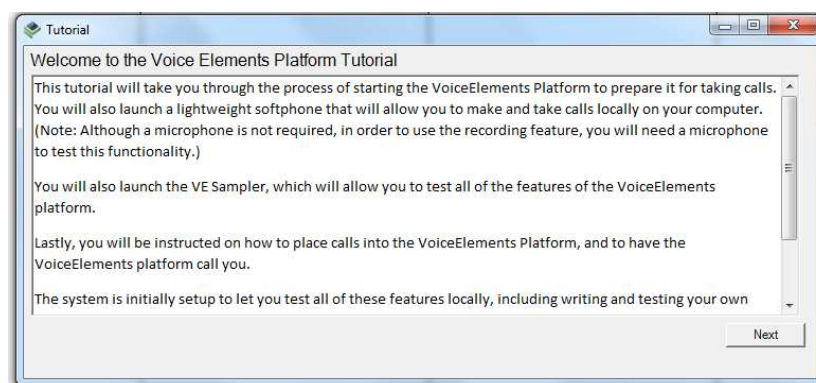 Tutorial
Welcome to the Voice Elements Platform Tutorial
This tutorial will take you through the process of starting the VoiceElements Platform to prepare it for taking calls.
You will also launch a lightweight softphone that will allow you to make and take calls locally on your computer.
(Note: Although a microphone is not required, in order to use the recording feature, you will need a microphone
to test this functionality.)
You will also launch the VE Sampler, which will allow you to test all of the features of the VoiceElements
platform.
Lastly, you will be instructed on how to place calls into the VoiceElements Platform, and to have the
VoiceElements platform call you.
The system is initially setup to let you test all of these features locally, including writing and testing your own
Next